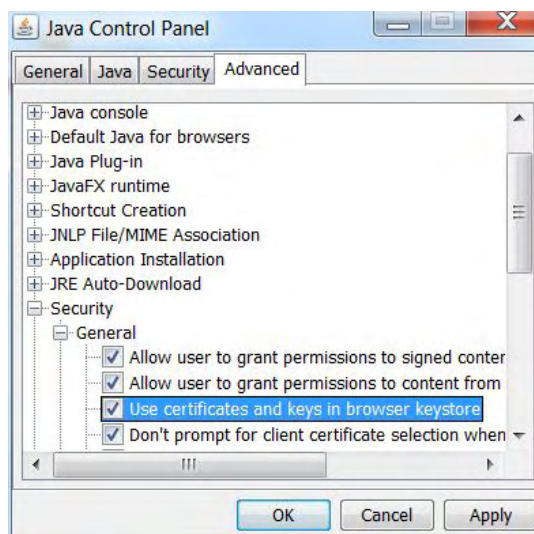 Java Control Panel
General Java Security Advanced
Java console
Default Java for browsers
Java Plug-in
JavaFX runtime
Shortcut Creation
JNLP File/MIME Association
Application Installation
JRE Auto-Download
Security
General
Allow user to grant permissions to signed conter
Allow user to grant permissions to content from
Use certificates and keys in browser keystore
Don't prompt for client certificate selection when
OK Cancel Apply